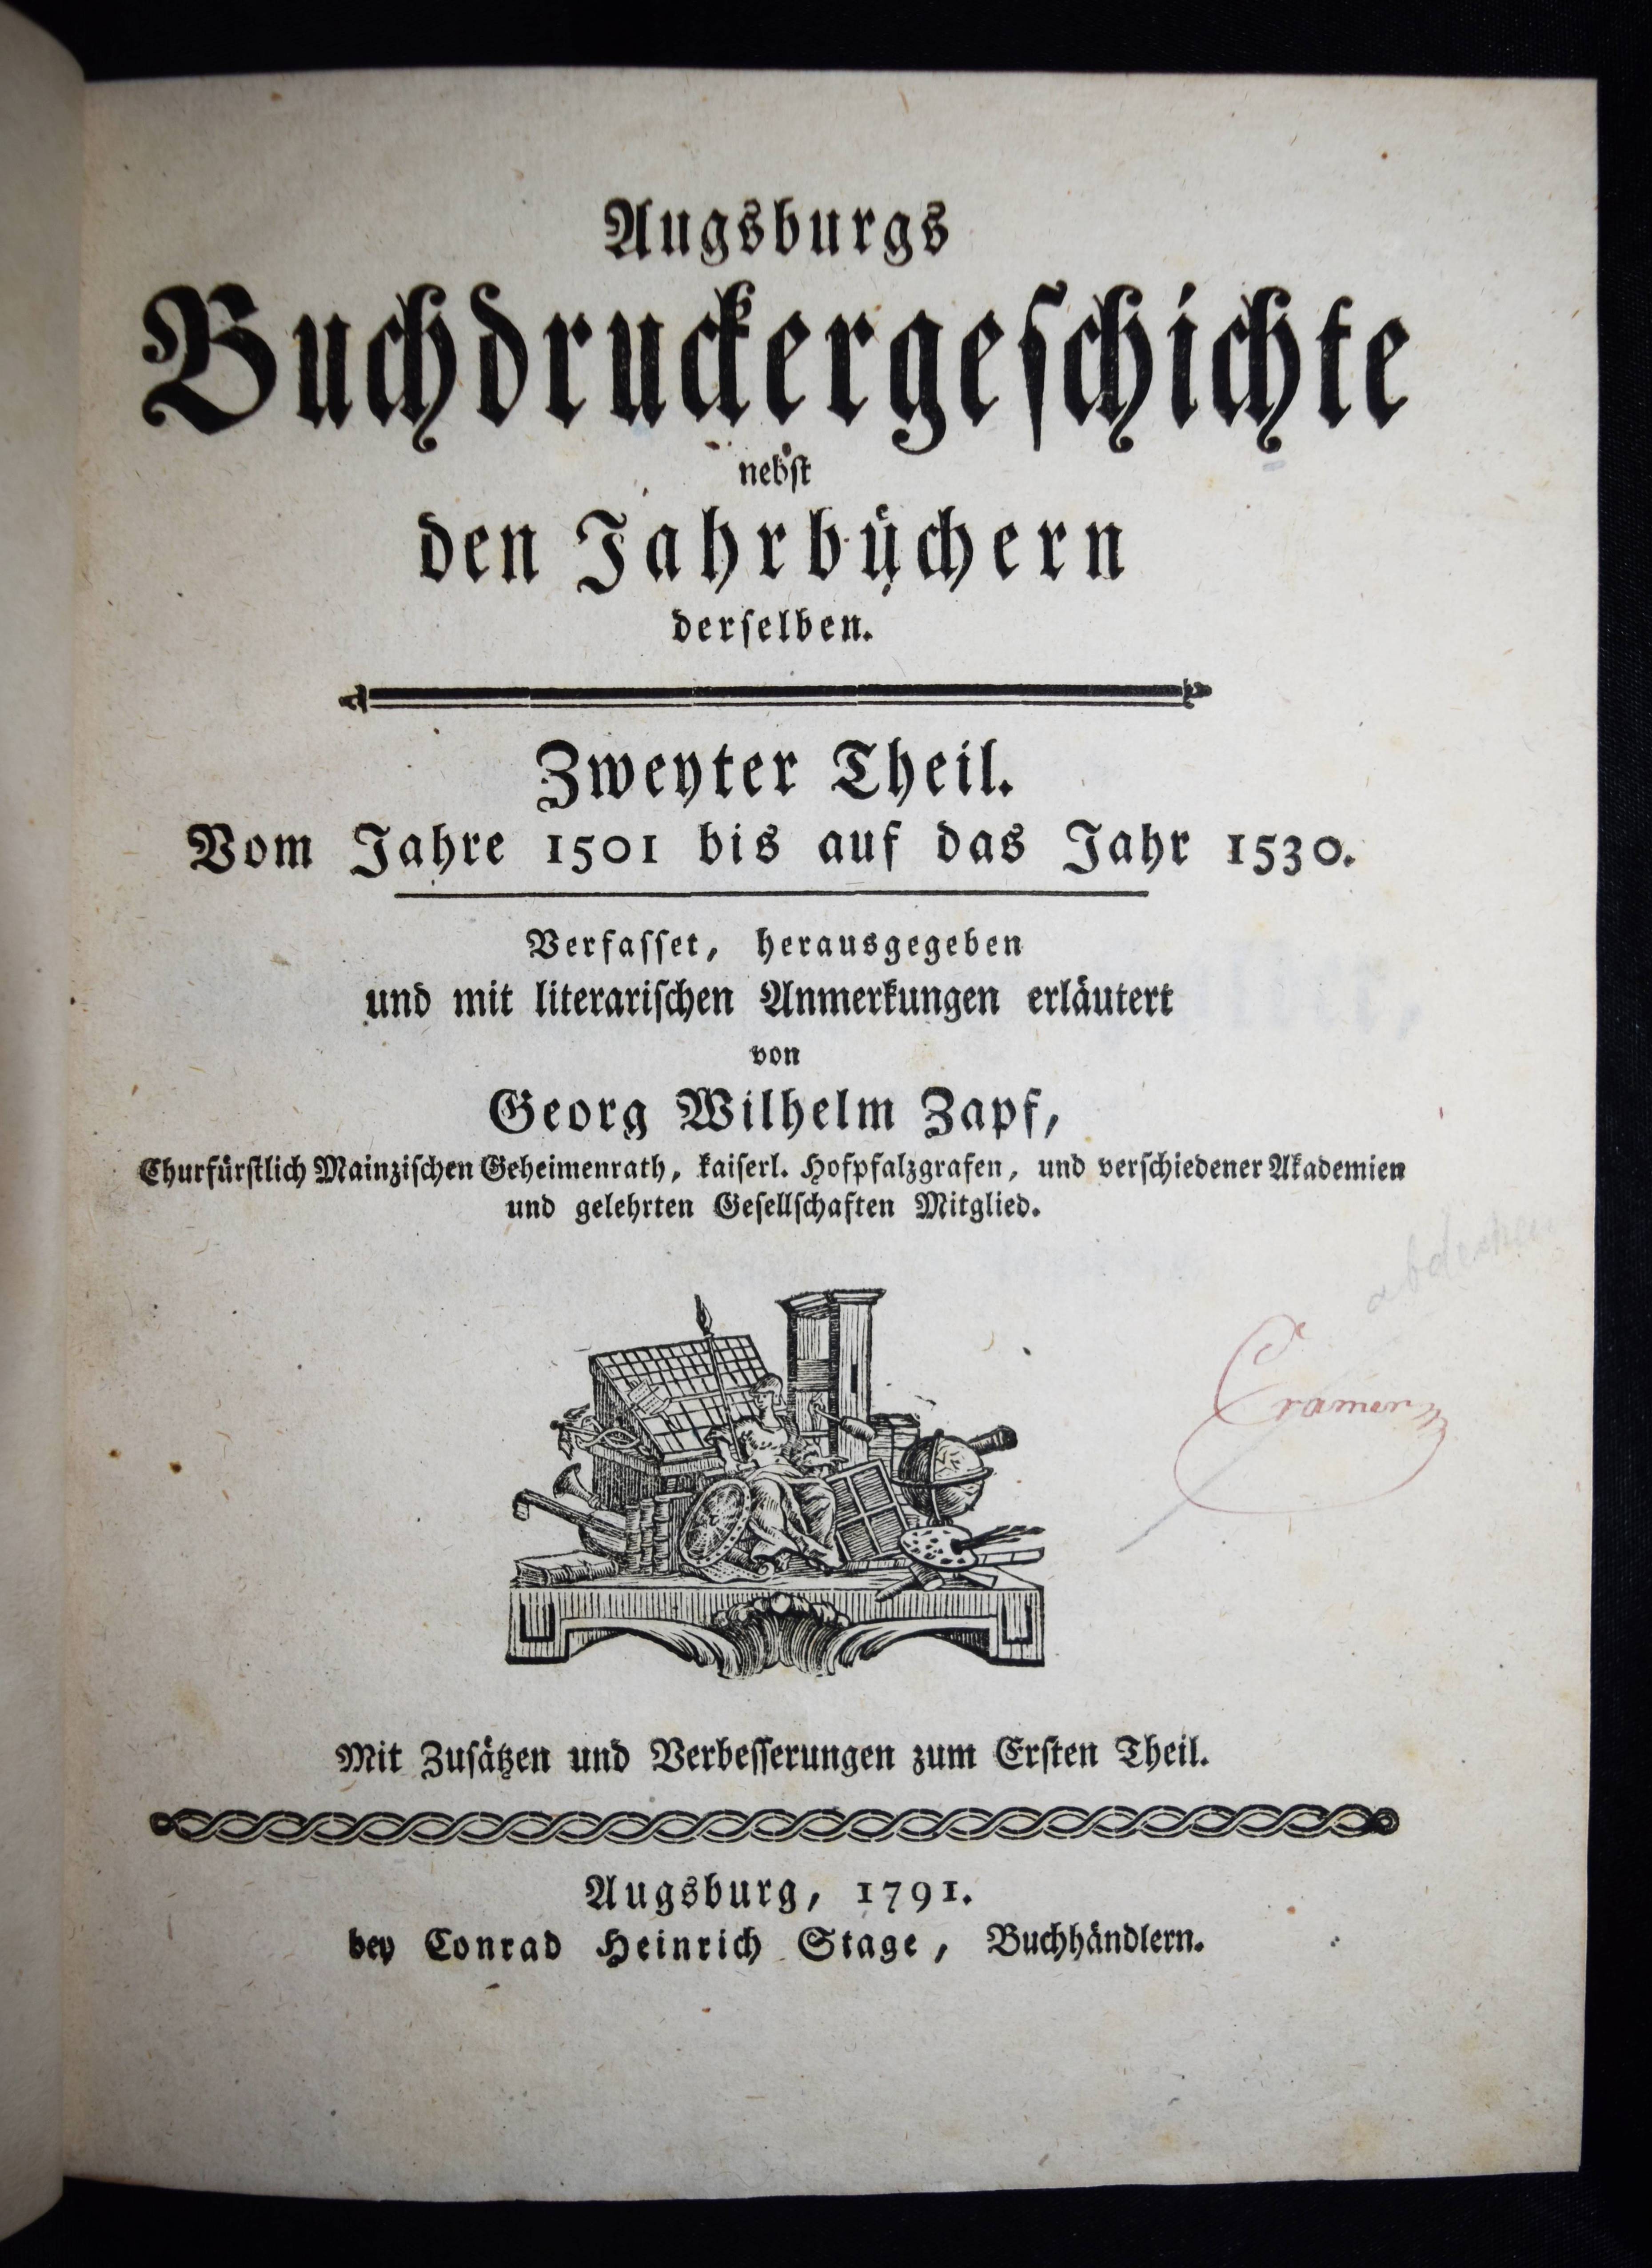 Augsburgs
Buchdruckergeſchichte
nebſt
den Jahrbüchern
derſelben.
Zweyter Theil.
Vom Jahre 1501 bis auf das Jahr 1530.
Verfaſſet, herausgegeben
und mit literariſchen Anmerkungen erläutert
von
Georg Wilhelm Zapf,
Churfürſtlich Mainziſchen Geheimenrath, kaiſerl. Hofpfalzgrafen, und verſchiedener Akademien
und gelehrten Geſellſchaften Mitglied.
Mit Zuſätzen und Verbeſſerungen zum Erſten Theil.
Augsburg, 1791.
bey Conrad Heinrich Stage, Buchhändlern.